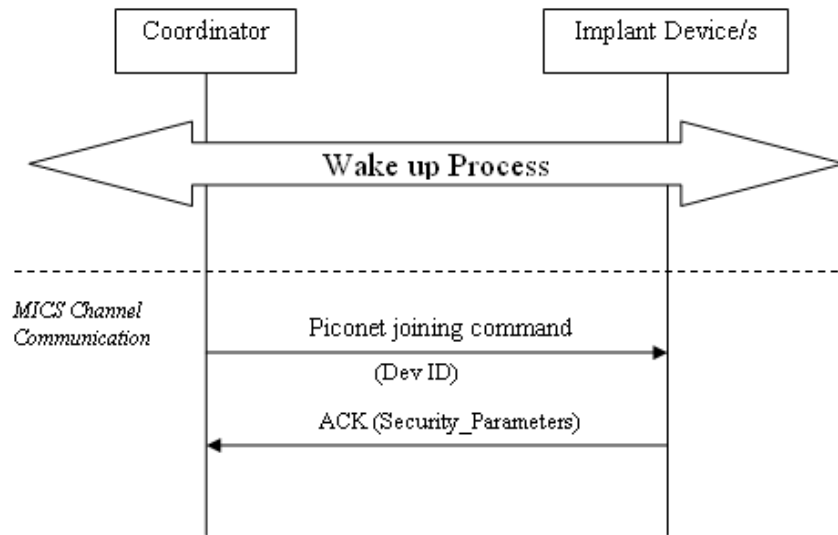 Coordinator
Implant Device/s
Wake up Process
MICS Channel
Communication
Piconet joining command
(Dev ID)
ACK (Security_Parameters)